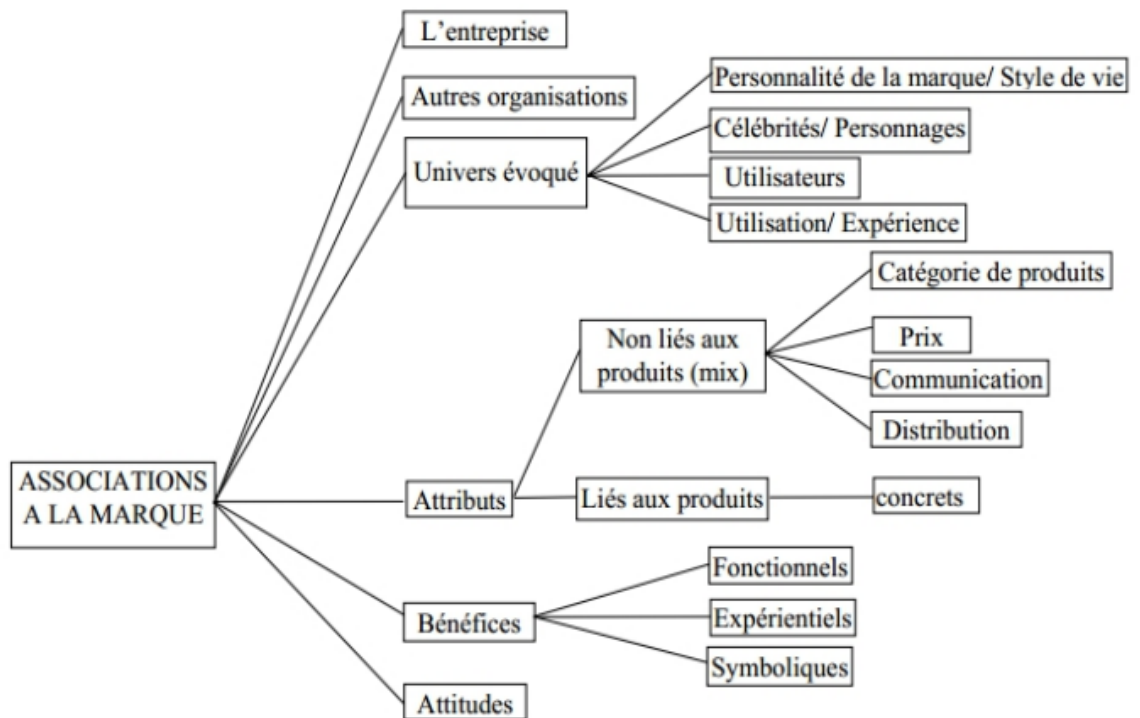 L'entreprise
Autres organisations
Univers évoqué
Personnalité de la marque/ Style de vie
Célébrités/ Personnages
Utilisateurs
Utilisation/ Expérience
Catégorie de produits
Non liés aux
produits (mix)
Prix
Communication
Distribution
ASSOCIATIONS
A LA MARQUE
Attributs
Liés aux produits
concrets
Bénéfices
Fonctionnels
Expérientiels
Symboliques
Attitudes